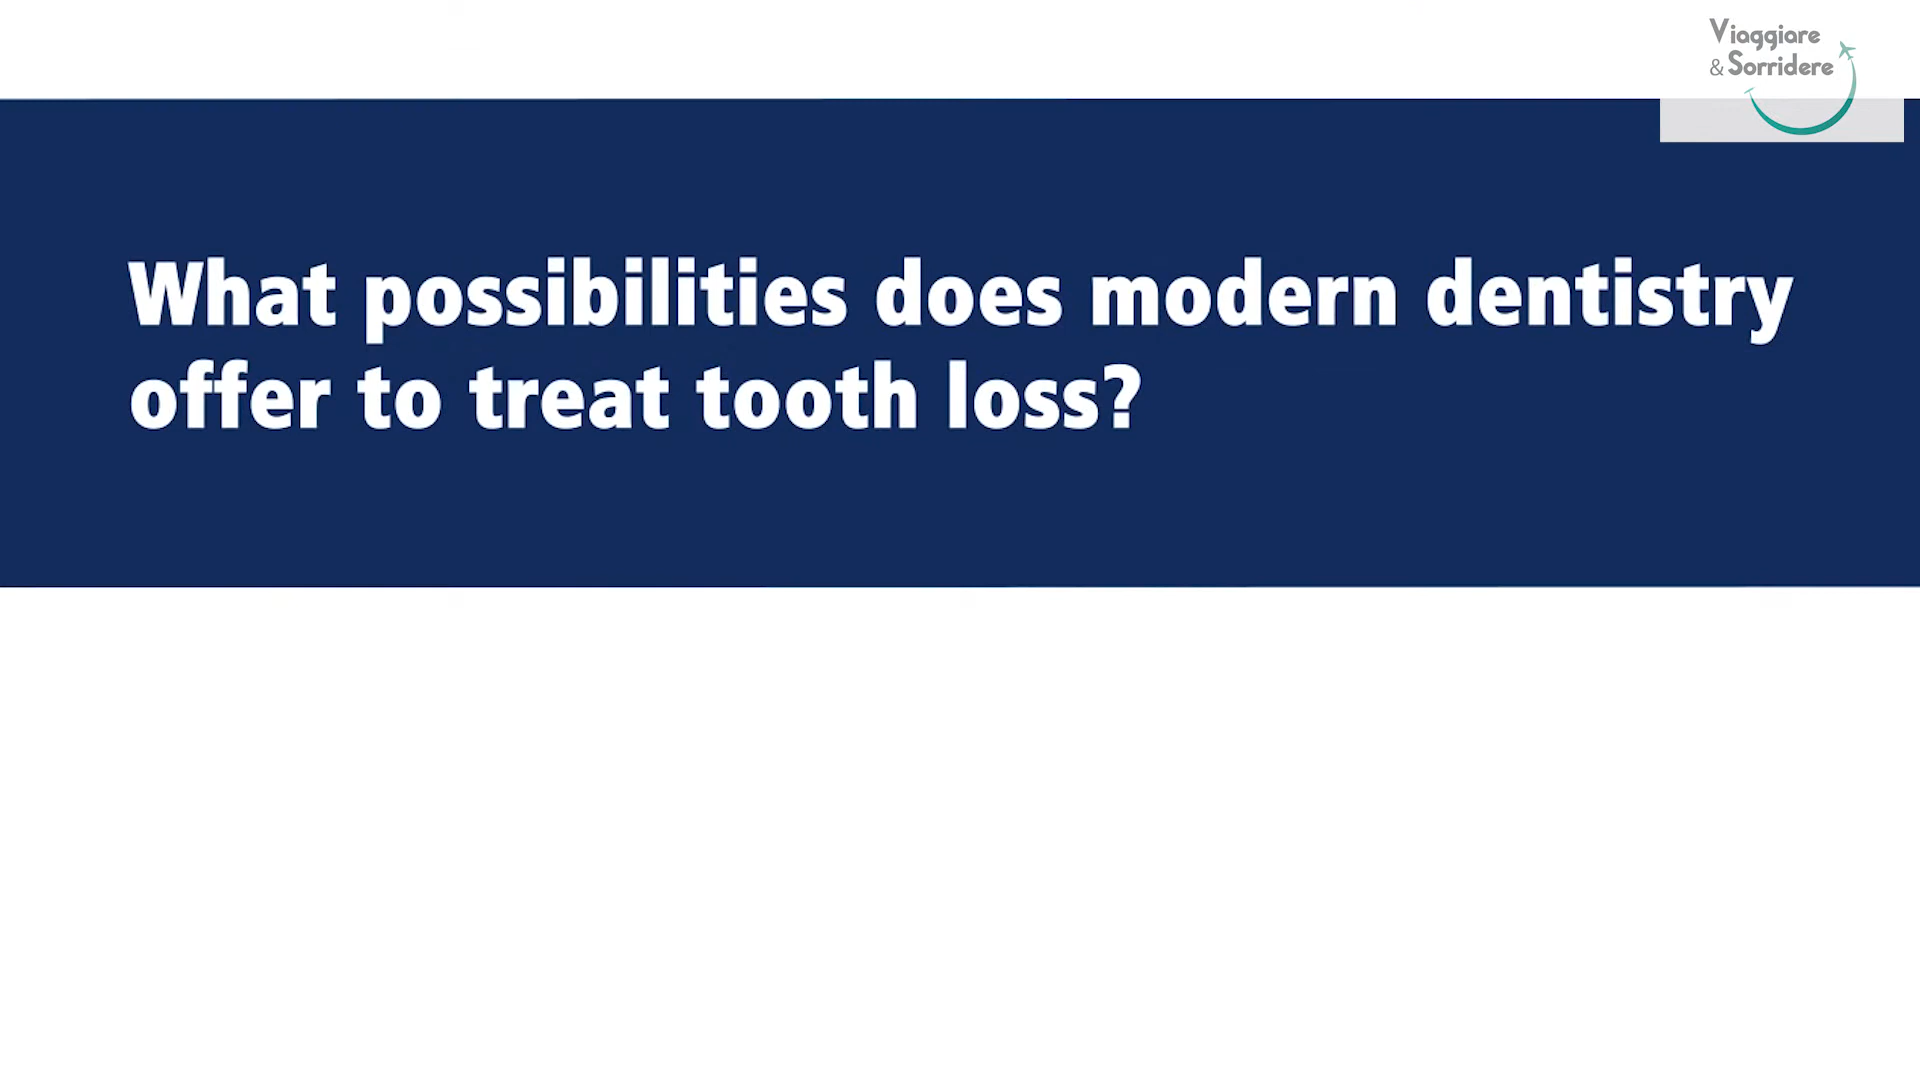 Viaggiare
& Sorridere
What possibilities does modern dentistry
offer to treat tooth loss?